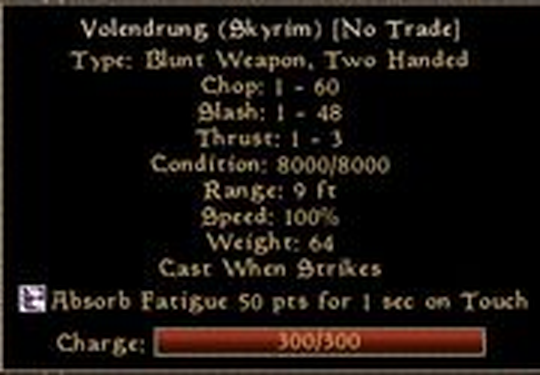 Volendrung (Skyrim) [No Trade]
Type: Blunt Weapon, Two Handed
Chop: 1 - 60
Slash: 1 - 48
Thrust: 1 - 3
Condition: 8000/8000
Range: 9 ft
Speed: 100%
Weight: 64
Cast When Strikes
Absorb Fatigue 50 pts for 1 sec on Touch
Charge: 300/300